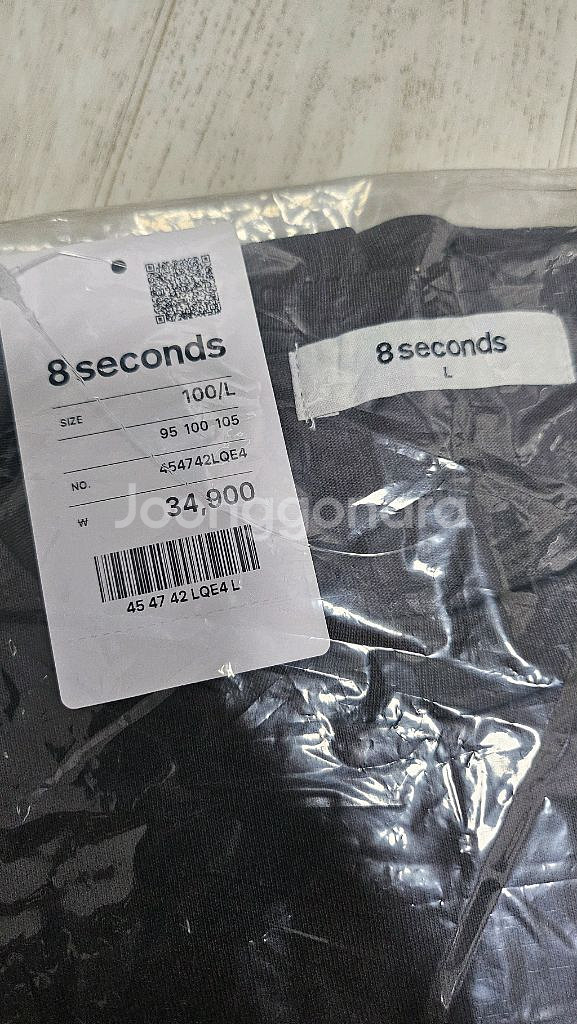 8 seconds
SIZE
100/L
95 100 105
NO.
454742LQE4
₩
34,900
45 47 42 LQE4 L
8 seconds
L
Joonggonara